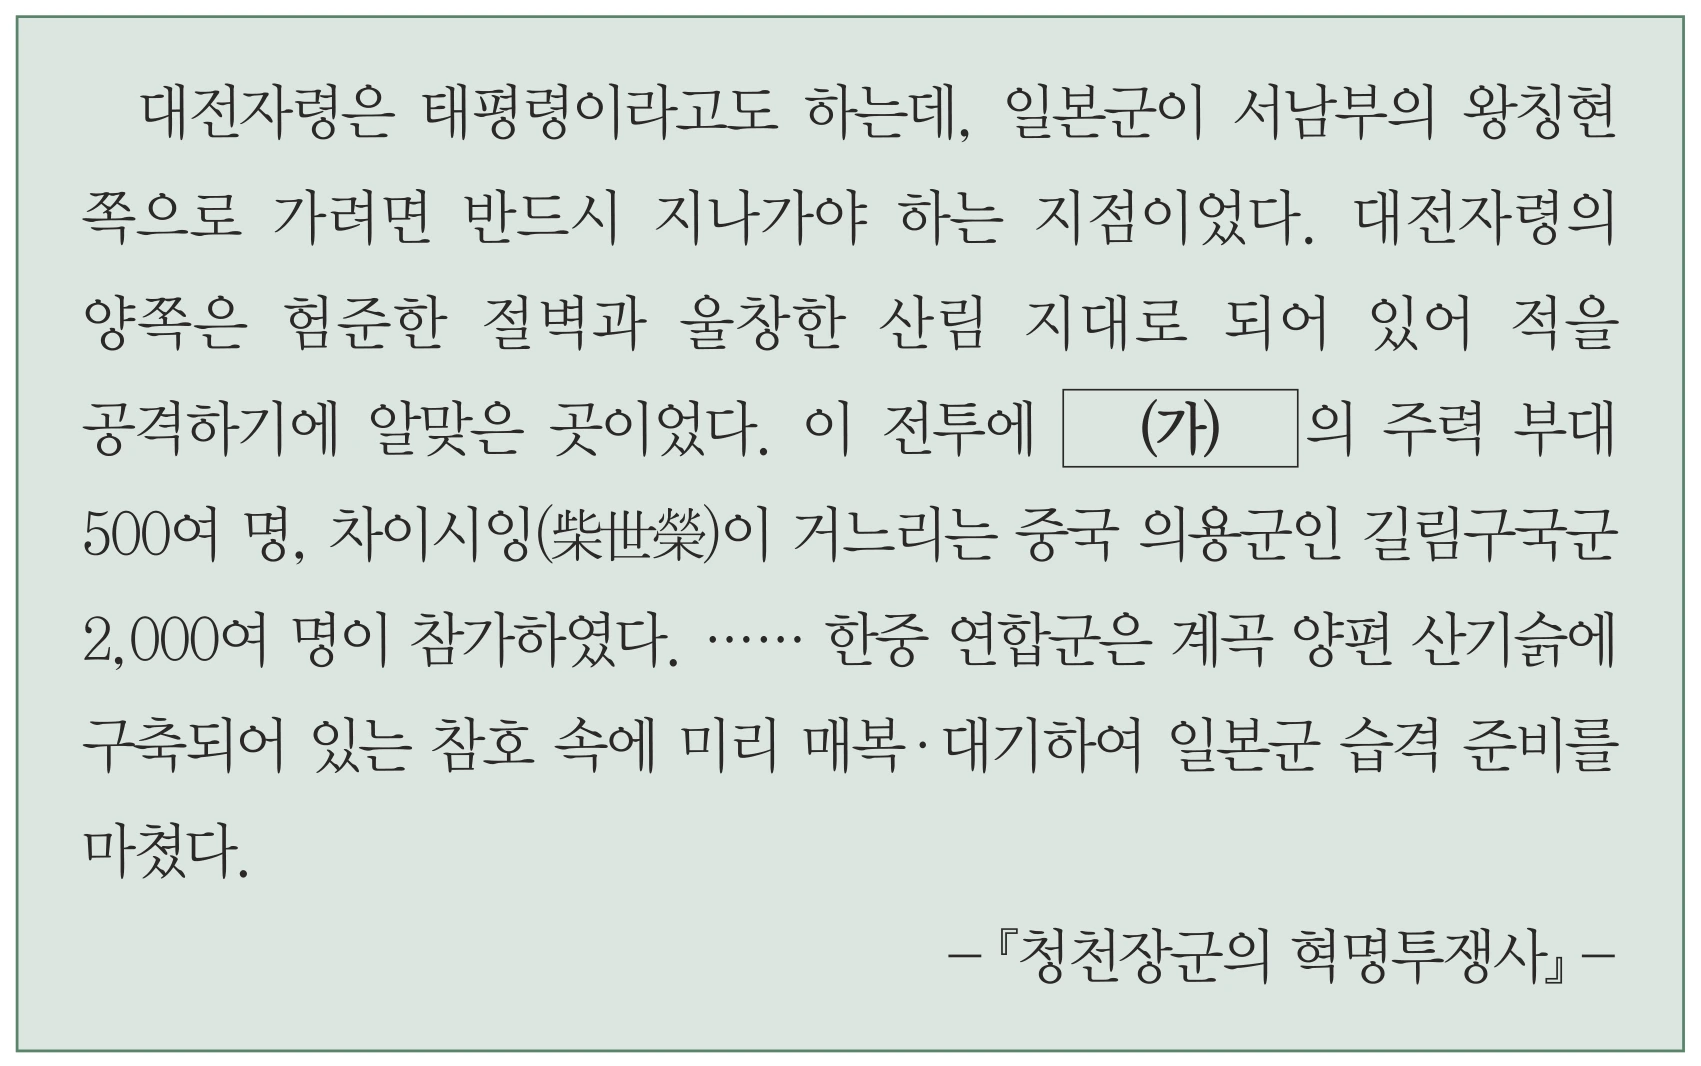 대전자령은 태평령이라고도 하는데, 일본군이 서남부의 왕칭현
쪽으로 가려면 반드시 지나가야 하는 지점이었다. 대전자령의
양쪽은 험준한 절벽과 울창한 산림 지대로 되어 있어 적을
공격하기에 알맞은 곳이었다. 이 전투에 (가) 의 주력 부대
500여 명, 차이시잉(柴世榮)이 거느리는 중국 의용군인 길림구국군
2,000여 명이 참가하였다. …… 한중 연합군은 계곡 양편 산기슭에
구축되어 있는 참호 속에 미리 매복·대기하여 일본군 습격 준비를
마쳤다.
-『청천장군의 혁명투쟁사』-